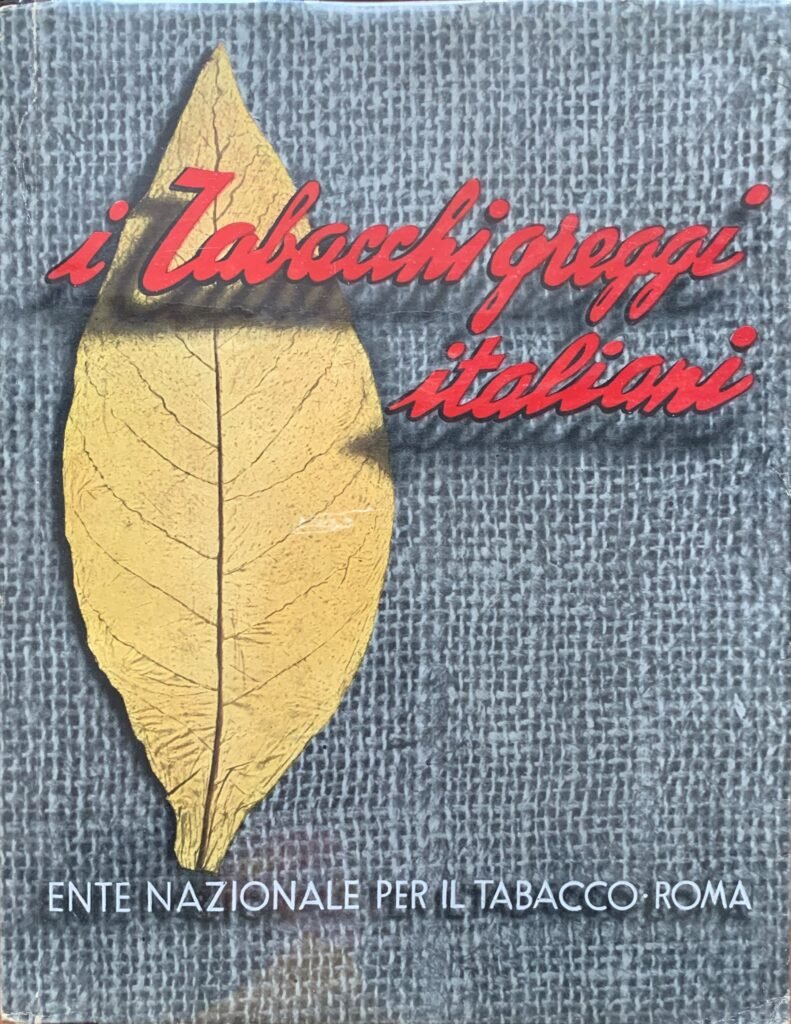 i Tabacchi greggi
italiani
ENTE NAZIONALE PER IL TABACCO · ROMA